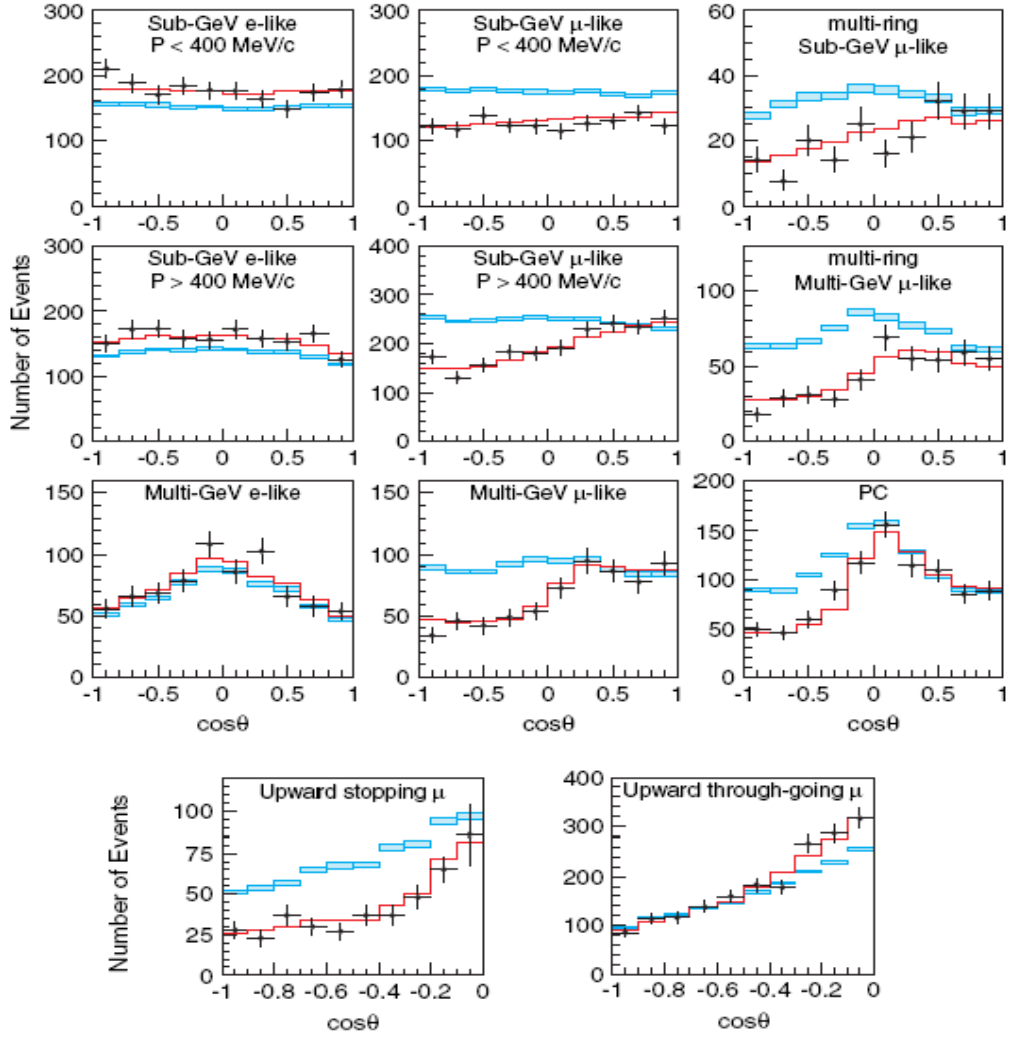 Sub-GeV e-like
P < 400 MeV/c
300
200
100
0
-1 -0.5 0 0.5 1
Sub-GeV μ-like
P < 400 MeV/c
300
200
100
0
-1 -0.5 0 0.5 1
multi-ring
Sub-GeV μ-like
60
40
20
0
-1 -0.5 0 0.5 1
Number of Events
Sub-GeV e-like
P > 400 MeV/c
300
200
100
0
-1 -0.5 0 0.5 1
Sub-GeV μ-like
P > 400 MeV/c
400
300
200
100
0
-1 -0.5 0 0.5 1
multi-ring
Multi-GeV μ-like
100
50
0
-1 -0.5 0 0.5 1
Multi-GeV e-like
150
100
50
0
-1 -0.5 0 0.5 1
cosθ
Multi-GeV μ-like
150
100
50
0
-1 -0.5 0 0.5 1
cosθ
PC
200
150
100
50
0
-1 -0.5 0 0.5 1
cosθ
Number of Events
Upward stopping μ
100
75
50
25
0
-1 -0.8 -0.6 -0.4 -0.2 0
cosθ
Upward through-going μ
400
300
200
100
0
-1 -0.8 -0.6 -0.4 -0.2 0
cosθ